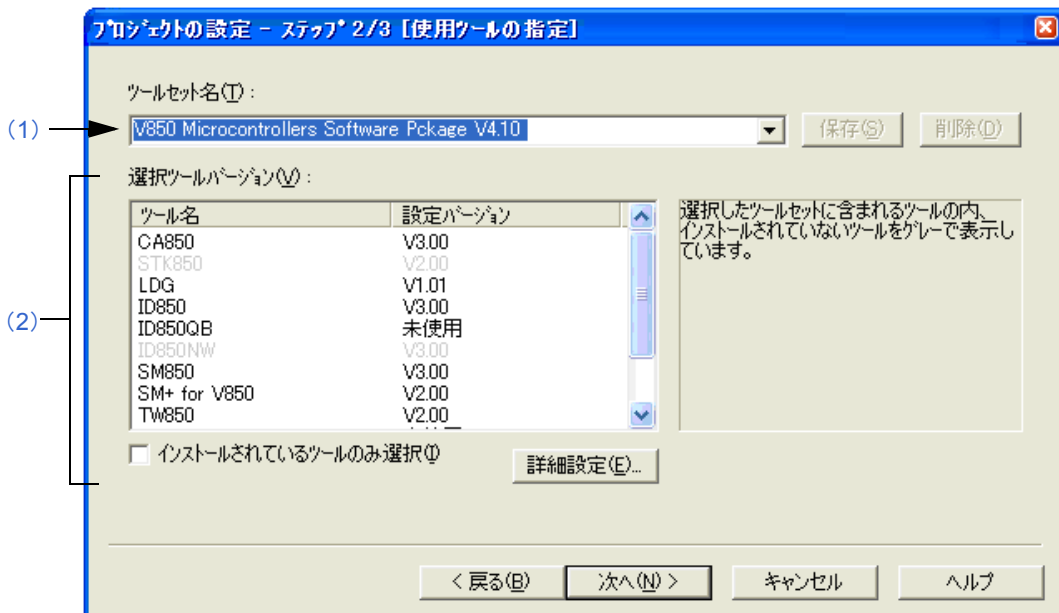 プロジェクトの設定 - ステップ 2/3 [使用ツールの指定]
ツールセット名(T) :
(1)
V850 Microcontrollers Software Pckage V4.10
保存(S)
削除(D)
選択ツールバージョン(V) :
(2)
ツール名 設定バージョン
CA850 V3.00
STK850 V2.00
LDG V1.01
ID850 V3.00
ID850QB 未使用
ID850NW V3.00
SM850 V3.00
SM+ for V850 V2.00
TW850 V2.00
選択したツールセットに含まれるツールの内、
インストールされていないツールをグレーで表示し
ています。
インストールされているツールのみ選択(I)
詳細設定(E)...
< 戻る(B)
次へ(N) >
キャンセル
ヘルプ